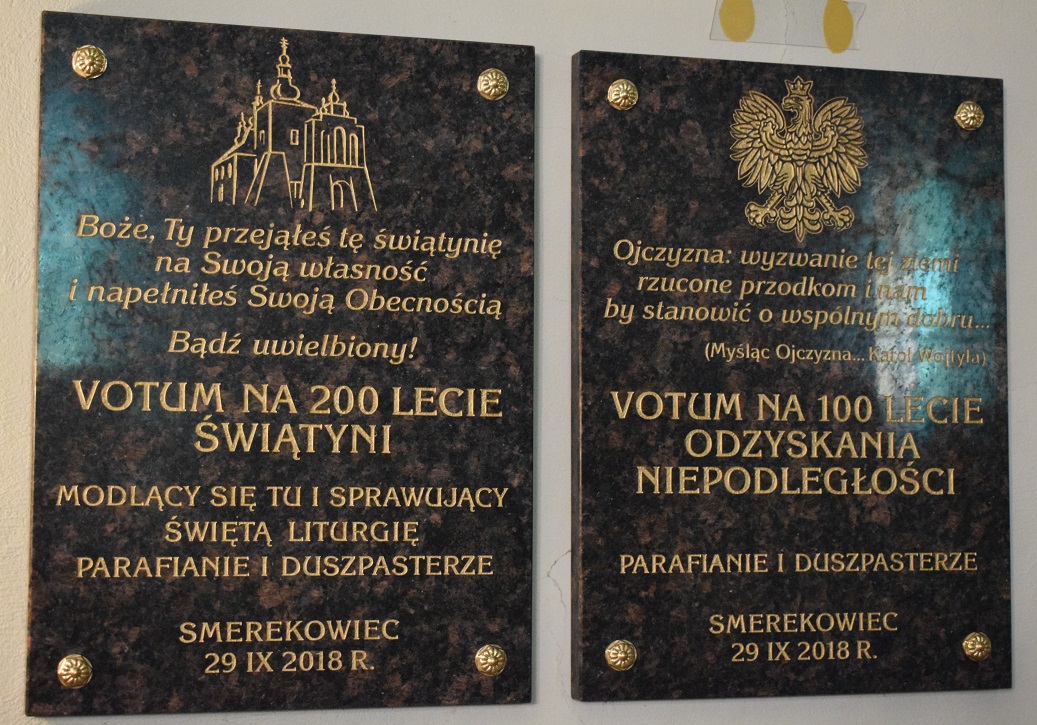 Boże, Ty przejąłeś tę świątynię
na Swoją własność
i napełniłeś Swoją Obecnością
Bądź uwielbiony!
VOTUM NA 200 LECIE
ŚWIĄTYNI
MODLĄCY SIĘ TU I SPRAWUJĄCY
ŚWIĘTĄ LITURGIĘ
PARAFIANIE I DUSZPASTERZE
SMEREKOWIEC
29 IX 2018 R.
Ojczyzna: wyzwanie tej ziemi
rzucone przodkom i nam
by stanowić o wspólnym dobru...
(Myśląc Ojczyzna... Karol Wojtyła)
VOTUM NA 100 LECIE
ODZYSKANIA
NIEPODLEGŁOŚCI
PARAFIANIE I DUSZPASTERZE
SMEREKOWIEC
29 IX 2018 R.